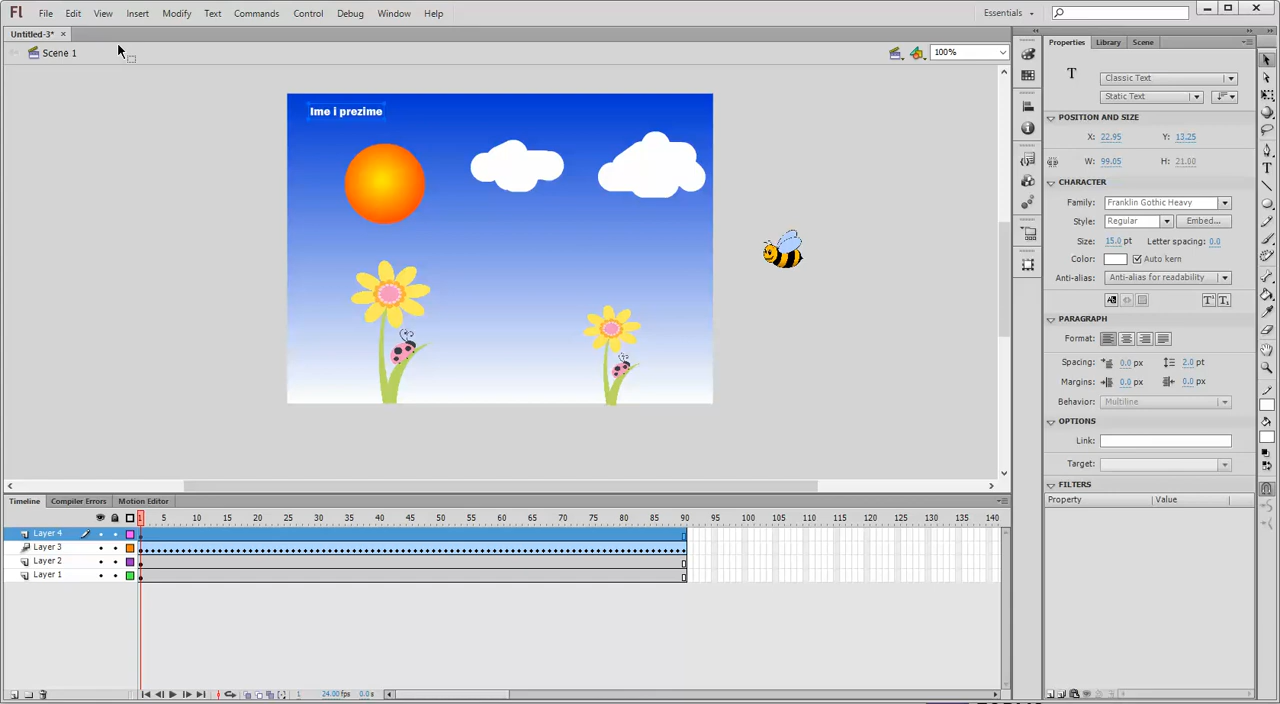 Fl File Edit View Insert Modify Text Commands Control Debug Window Help Essentials
Untitled-3* ×
Scene 1 100%
Properties Library Scene
Ime i prezime
T Classic Text
Static Text
POSITION AND SIZE
X: 22.95 Y: 13.25
W: 99.05 H: 21.00
CHARACTER
Family: Franklin Gothic Heavy
Style: Regular Embed...
Size: 15.0 pt Letter spacing: 0.0
Color: Auto kern
Anti-alias: Anti-alias for readability
PARAGRAPH
Format:
Spacing: 0.0 px 2.0 pt
Margins: 0.0 px 0.0 px
Behavior: Multiline
OPTIONS
Link:
Target:
FILTERS
Property Value
Timeline Compiler Errors Motion Editor
1 5 10 15 20 25 30 35 40 45 50 55 60 65 70 75 80 85 90 95 100 105 110 115 120 125 130 135 140
Layer 4
Layer 3
Layer 2
Layer 1
1 24.00 fps 0.0 s